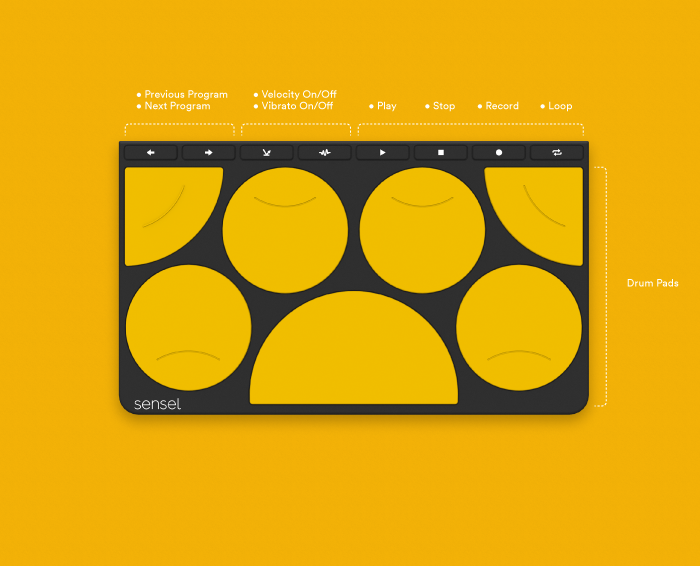 • Previous Program
• Next Program
• Velocity On/Off
• Vibrato On/Off
• Play
• Stop
• Record
• Loop
Drum Pads
sensel